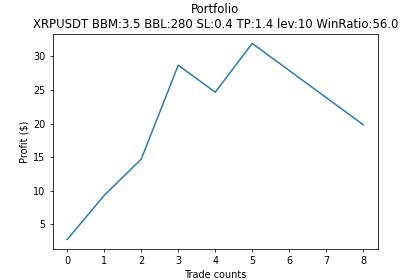 Portfolio
XRPUSDT BBM:3.5 BBL:280 SL:0.4 TP:1.4 lev:10 WinRatio:56.0
30
25
20
15
10
5
Profit ($)
0 1 2 3 4 5 6 7 8
Trade counts